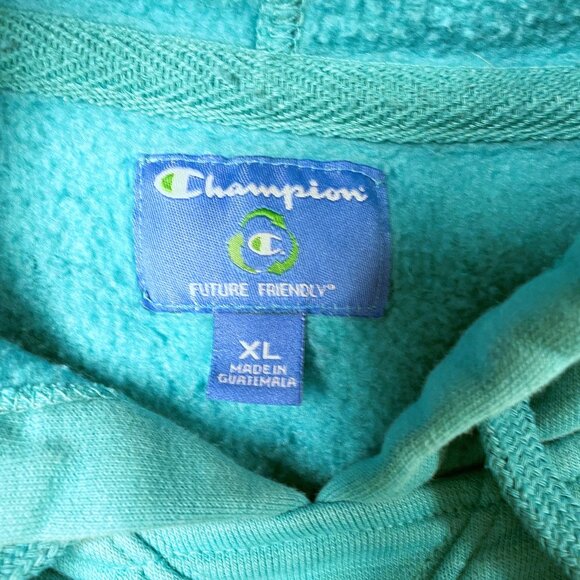 Champion
C
FUTURE FRIENDLY®
XL
MADE IN
GUATEMALA